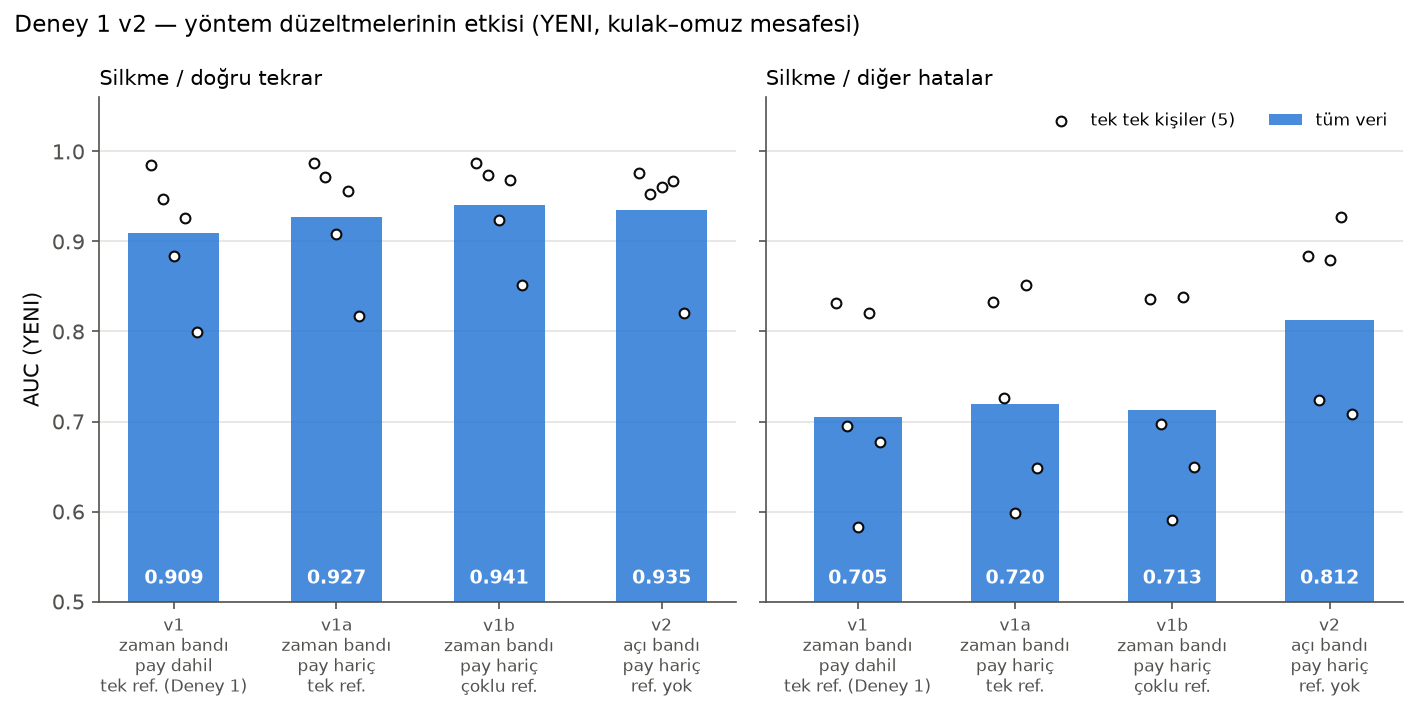 Deney 1 v2 — yöntem düzeltmelerinin etkisi (YENI, kulak–omuz mesafesi)
Silkme / doğru tekrar
AUC (YENI)
1.0
0.9
0.8
0.7
0.6
0.5
0.909
0.927
0.941
0.935
v1
zaman bandı
pay dahil
tek ref. (Deney 1)
v1a
zaman bandı
pay hariç
tek ref.
v1b
zaman bandı
pay hariç
çoklu ref.
v2
açı bandı
pay hariç
ref. yok
Silkme / diğer hatalar
tek tek kişiler (5)
tüm veri
0.705
0.720
0.713
0.812
v1
zaman bandı
pay dahil
tek ref. (Deney 1)
v1a
zaman bandı
pay hariç
tek ref.
v1b
zaman bandı
pay hariç
çoklu ref.
v2
açı bandı
pay hariç
ref. yok